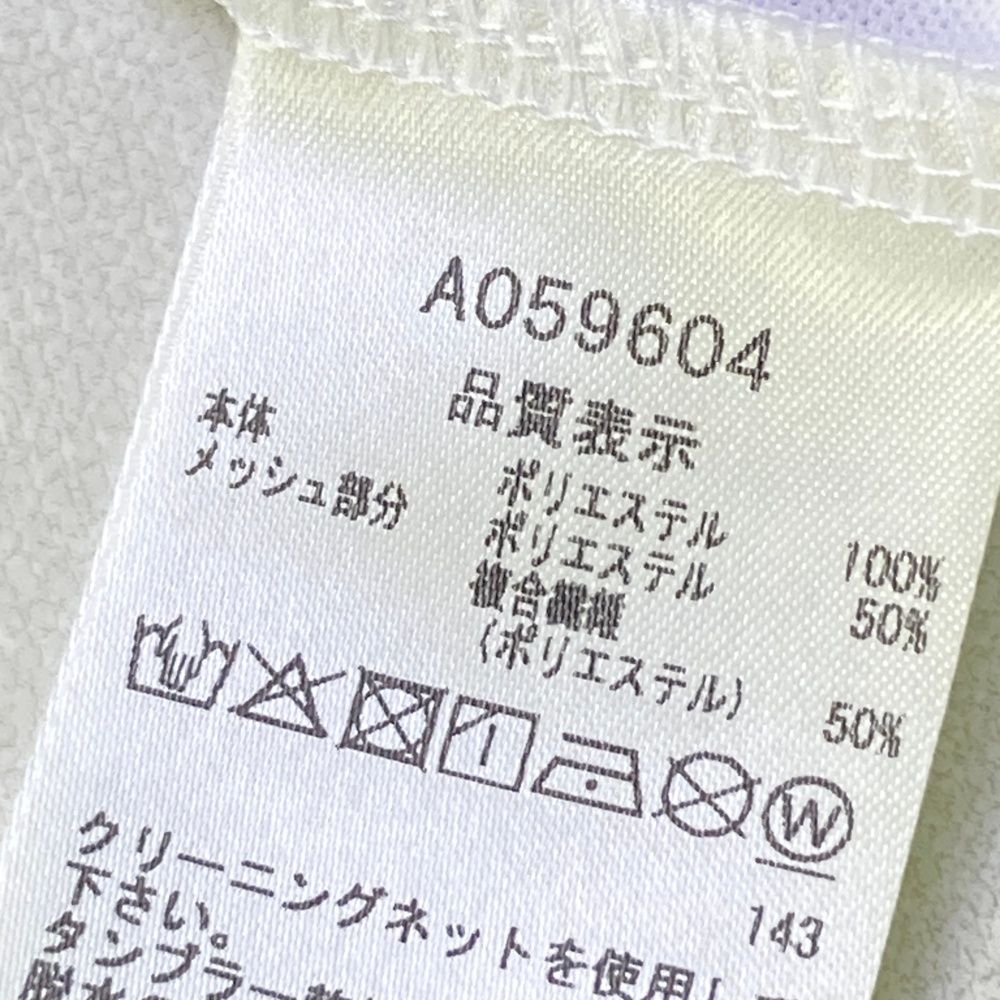 A059604
品質表示
本体 ポリエステル 100%
メッシュ部分 ポリエステル 50%
複合繊維
(ポリエステル) 50%
W
143
クリーニングネットを使用し
下さい。
タンブラー
脱水